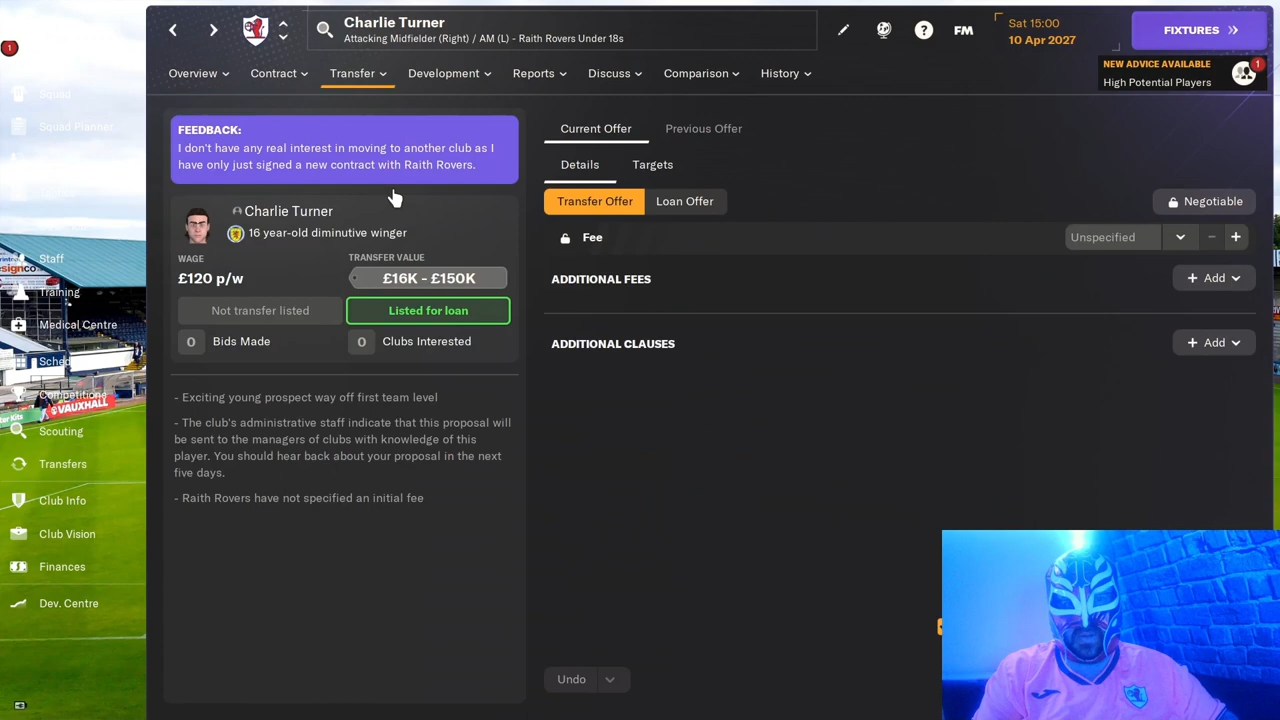 Charlie Turner
Attacking Midfielder (Right) / AM (L) - Raith Rovers Under 18s
FM
Sat 15:00
10 Apr 2027
FIXTURES
Overview
Contract
Transfer
Development
Reports
Discuss
Comparison
History
NEW ADVICE AVAILABLE
High Potential Players
1
1
Squad
Squad Planner
Staff
Training
Medical Centre
Sched
Competitions
Scouting
Transfers
Club Info
Club Vision
Finances
Dev. Centre
VAUXHALL
FEEDBACK:
I don't have any real interest in moving to another club as I
have only just signed a new contract with Raith Rovers.
Charlie Turner
16 year-old diminutive winger
WAGE
TRANSFER VALUE
£120 p/w
£16K - £150K
Not transfer listed
Listed for loan
0 Bids Made
0 Clubs Interested
- Exciting young prospect way off first team level
- The club's administrative staff indicate that this proposal will
be sent to the managers of clubs with knowledge of this
player. You should hear back about your proposal in the next
five days.
- Raith Rovers have not specified an initial fee
Current Offer
Previous Offer
Details
Targets
Transfer Offer
Loan Offer
Negotiable
Fee
Unspecified
ADDITIONAL FEES
+ Add
ADDITIONAL CLAUSES
+ Add
Undo